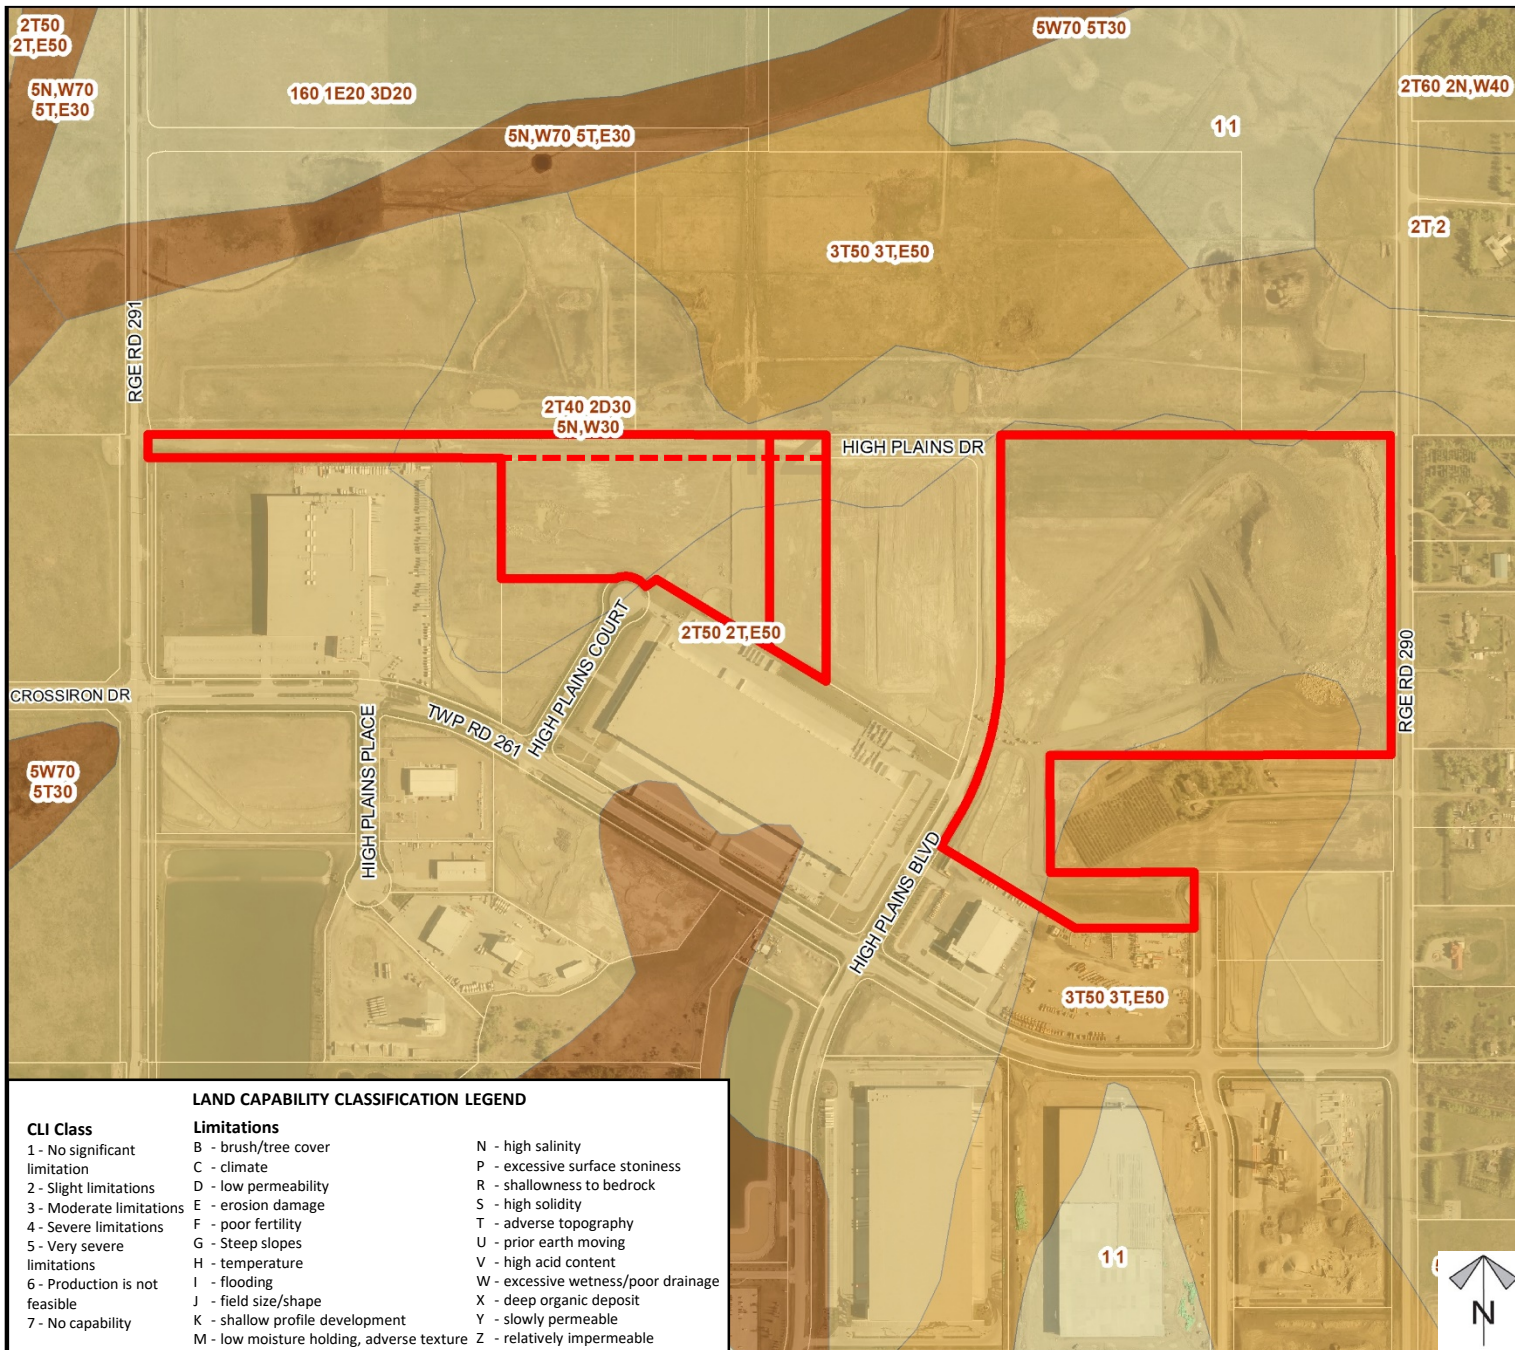 2T50
2T,E50
5N,W70
5T,E30
160 1E20 3D20
5N,W70 5T,E30
5W70 5T30
11
2T60 2N,W40
2T 2
3T50 3T,E50
RGE RD 291
2T40 2D30
5N,W30
HIGH PLAINS DR
2T50 2T,E50
HIGH PLAINS COURT
RGE RD 290
CROSSIRON DR
TWP RD 261
HIGH PLAINS PLACE
5W70
5T30
HIGH PLAINS BLVD
3T50 3T,E50
11
5
N
LAND CAPABILITY CLASSIFICATION LEGEND
CLI Class
1 - No significant
limitation
2 - Slight limitations
3 - Moderate limitations
4 - Severe limitations
5 - Very severe
limitations
6 - Production is not
feasible
7 - No capability
Limitations
B - brush/tree cover
C - climate
D - low permeability
E - erosion damage
F - poor fertility
G - Steep slopes
H - temperature
I - flooding
J - field size/shape
K - shallow profile development
M - low moisture holding, adverse texture
N - high salinity
P - excessive surface stoniness
R - shallowness to bedrock
S - high solidity
T - adverse topography
U - prior earth moving
V - high acid content
W - excessive wetness/poor drainage
X - deep organic deposit
Y - slowly permeable
Z - relatively impermeable